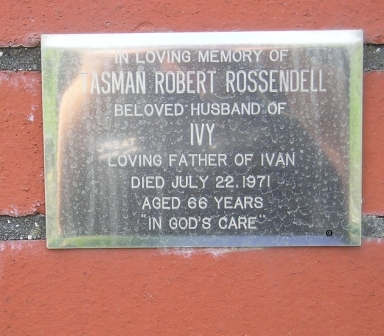 IN LOVING MEMORY OF
TASMAN ROBERT ROSSENDELL
BELOVED HUSBAND OF
IVY
LOVING FATHER OF IVAN
DIED JULY 22. 1971
AGED 66 YEARS
"IN GOD'S CARE"